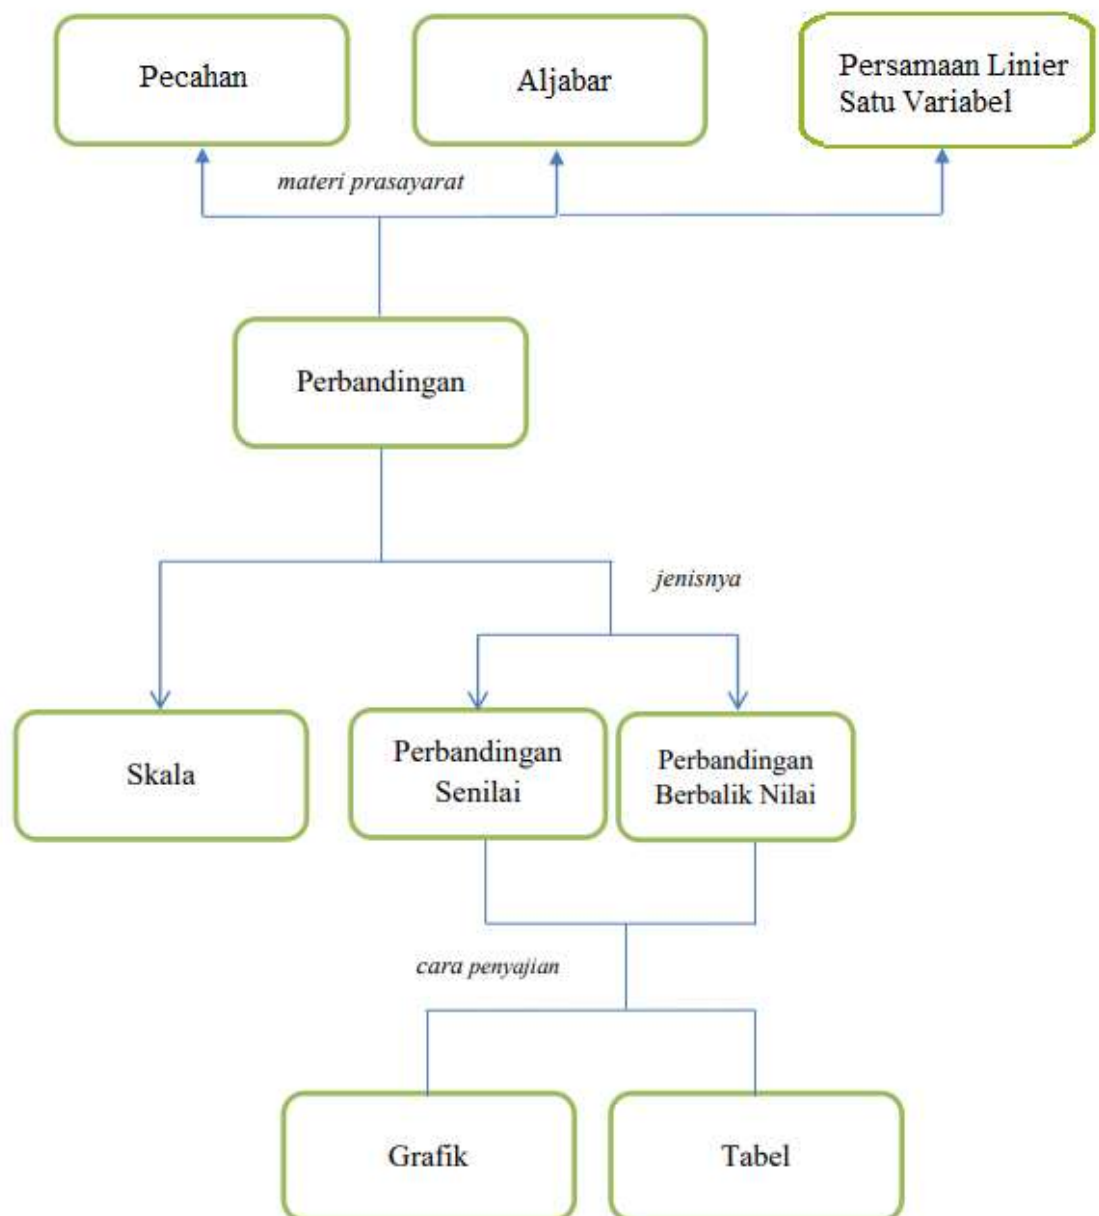 Pecahan
Aljabar
Persamaan Linier
Satu Variabel
materi prasayarat
Perbandingan
jenisnya
Skala
Perbandingan
Senilai
Perbandingan
Berbalik Nilai
cara penyajian
Grafik
Tabel